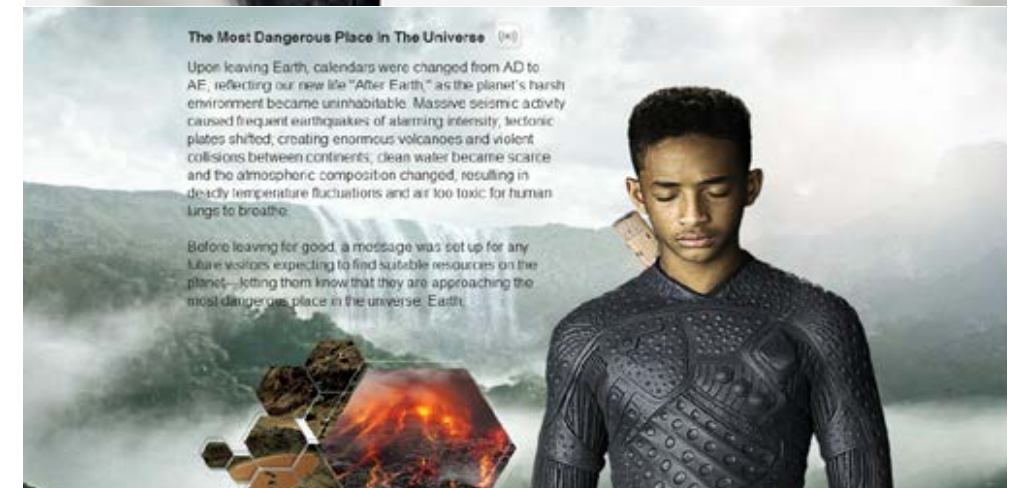 The Most Dangerous Place In The Universe
Upon leaving Earth, calendars were changed from AD to
AE, reflecting our new life "After Earth," as the planet's harsh
environment became uninhabitable. Massive seismic activity
caused frequent earthquakes of alarming intensity; tectonic
plates shifted, creating enormous volcanoes and violent
collisions between continents; clean water became scarce
and the atmospheric composition changed, resulting in
deadly temperature fluctuations and air too toxic for human
lungs to breathe.
Before leaving for good, a message was set up for any
future visitors expecting to find suitable resources on the
planet—letting them know that they are approaching the
most dangerous place in the universe: Earth.